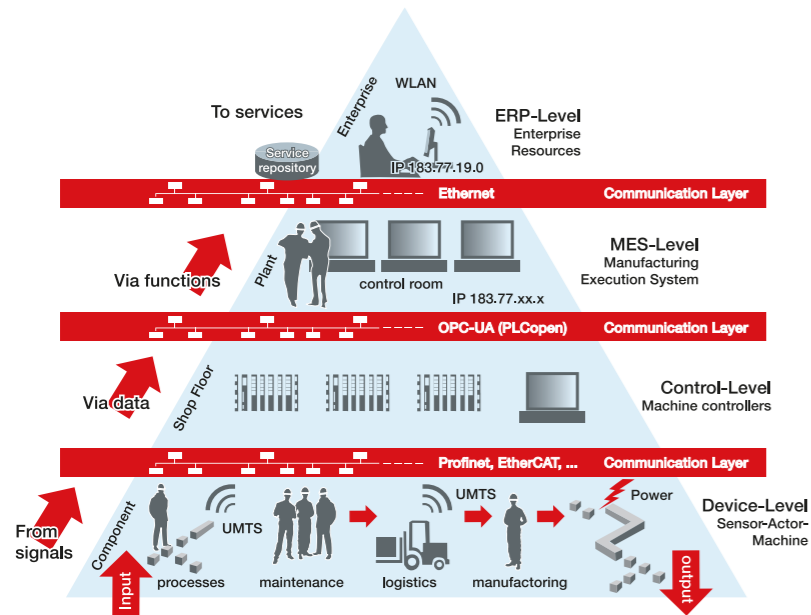 WLAN
Enterprise
To services
ERP-Level
Enterprise
Resources
Service
repository
IP 183.77.19.0
Ethernet
Communication Layer
MES-Level
Manufacturing
Execution System
Plant
Via functions
control room
IP 183.77.xx.x
OPC-UA (PLCopen)
Communication Layer
Shop Floor
Via data
Control-Level
Machine controllers
Profinet, EtherCAT, ...
Communication Layer
Component
From
signals
UMTS
UMTS
Power
Device-Level
Sensor-Actor-
Machine
Input
processes
maintenance
logistics
manufactoring
output